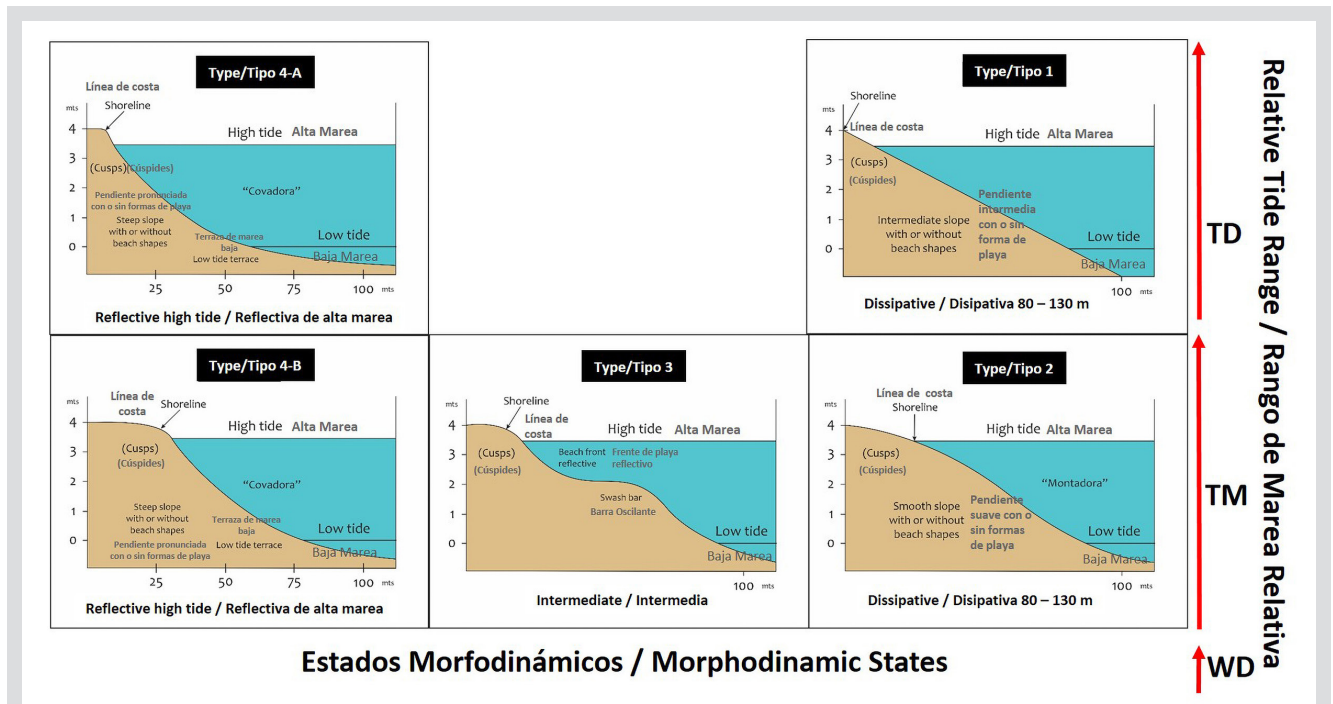 Type/Tipo 4-A
Línea de costa
Shoreline
mts
4
3
2
1
0
High tide Alta Marea
(Cusps)(Cúspides)
"Covadora"
Pendiente pronunciada
con o sin formas de playa
Steep slope
with or without
beach shapes
Terraza de marea
baja
Low tide terrace
Low tide
Baja Marea
25 50 75 100 mts
Reflective high tide / Reflectiva de alta marea
Type/Tipo 1
Shoreline
mts
Línea de costa
4
3
2
1
0
High tide Alta Marea
(Cusps)
(Cúspides)
Intermediate slope
with or without
beach shapes
Pendiente
intermedia
con o sin
forma de
playa
Low tide
Baja Marea
100 mts
Dissipative / Disipativa 80 – 130 m
Type/Tipo 4-B
Línea de
costa
Shoreline
mts
4
3
2
1
0
High tide Alta Marea
(Cusps)
(Cúspides)
"Covadora"
Steep slope
with or without
beach shapes
Pendiente pronunciada
con o sin formas de playa
Terraza de marea
baja
Low tide terrace
Low tide
Baja Marea
25 50 75 100 mts
Reflective high tide / Reflectiva de alta marea
Type/Tipo 3
Shoreline
mts
Línea de
costa
4
3
2
1
0
High tide Alta Marea
(Cusps)
(Cúspides)
Beach front
reflective
Frente de playa
reflectivo
Swash bar
Barra Oscilante
Low tide
Baja Marea
100 mts
Intermediate / Intermedia
Type/Tipo 2
Línea de costa
Shoreline
mts
4
3
2
1
0
High tide Alta Marea
(Cusps)
(Cúspides)
"Montadora"
Smooth slope
with or without
beach shapes
Pendiente
suave con o
sin formas
de playa
Low tide
Baja Marea
100 mts
Dissipative / Disipativa 80 – 130 m
TD
TM
WD
Relative Tide Range / Rango de Marea Relativa
Estados Morfodinámicos / Morphodinamic States